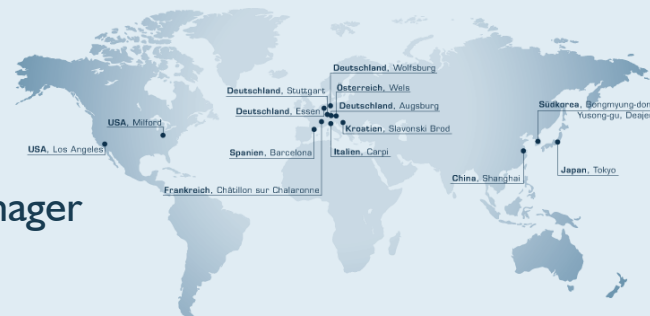 Deutschland, Wolfsburg
Deutschland, Stuttgart
Österreich, Wels
Deutschland, Essen
Deutschland, Augsburg
Südkorea, Bongmyung-don
Yusong-gu, Deajeo
USA, Milford
Kroatien, Slavonski Brod
USA, Los Angeles
Spanien, Barcelona
Italien, Carpi
Japan, Tokyo
China, Shanghai
Frankreich, Châtillon sur Chalaronne
nager